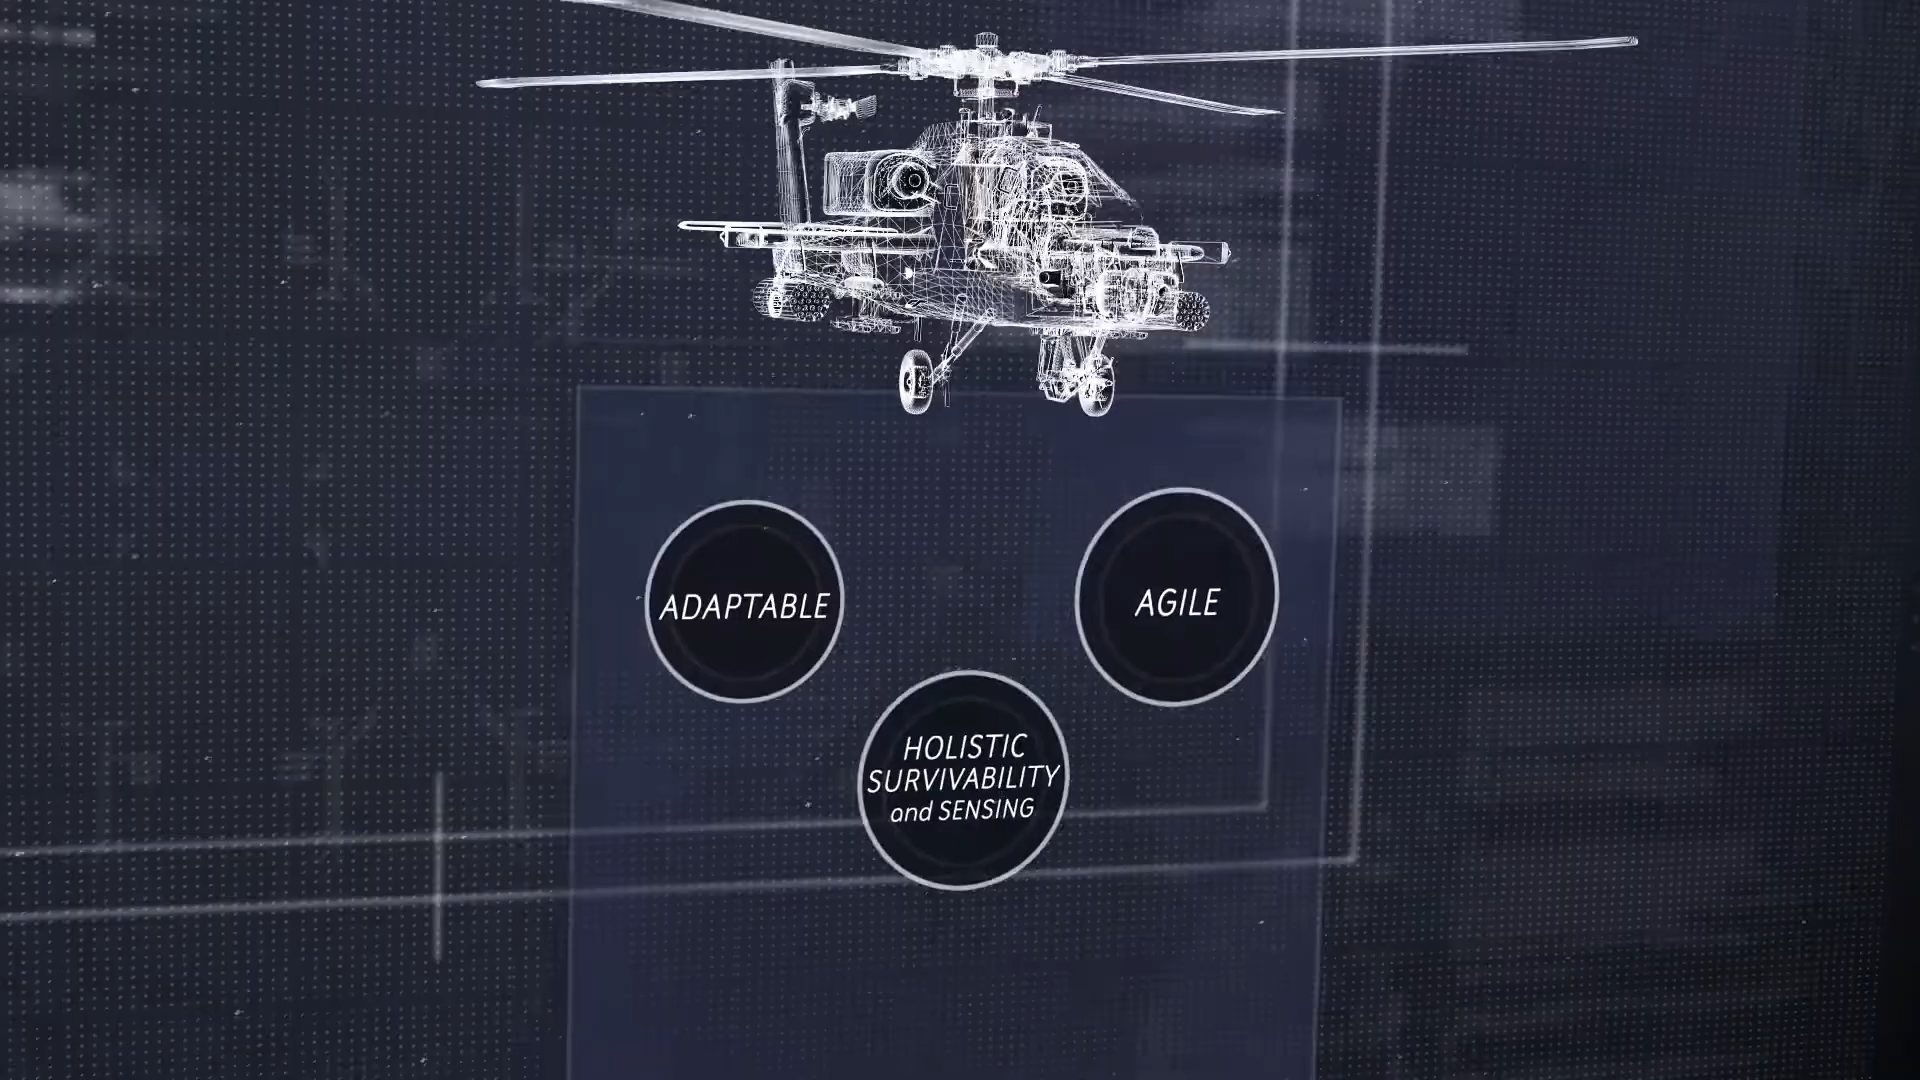 ADAPTABLE
AGILE
HOLISTIC
SURVIVABILITY
and SENSING